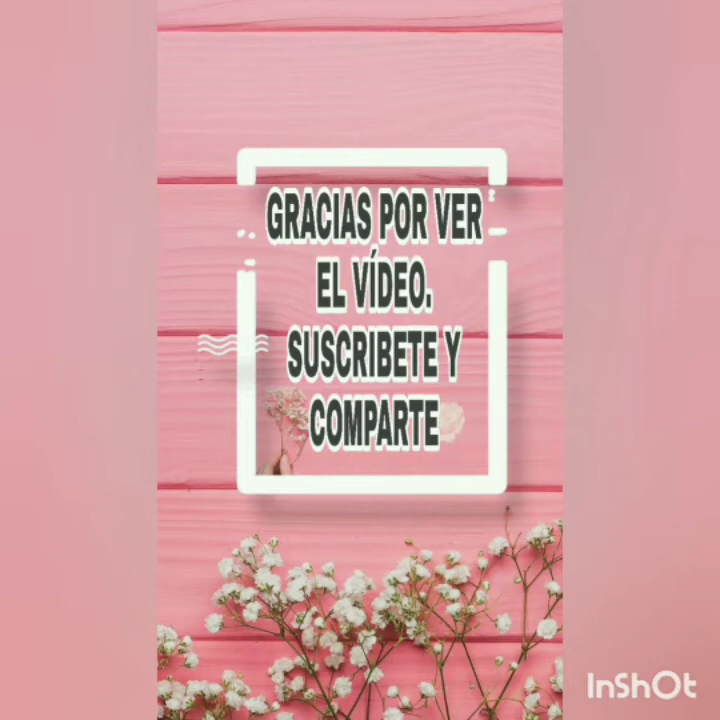 GRACIAS POR VER
EL VÍDEO.
SUSCRIBETE Y
COMPARTE
InShOt